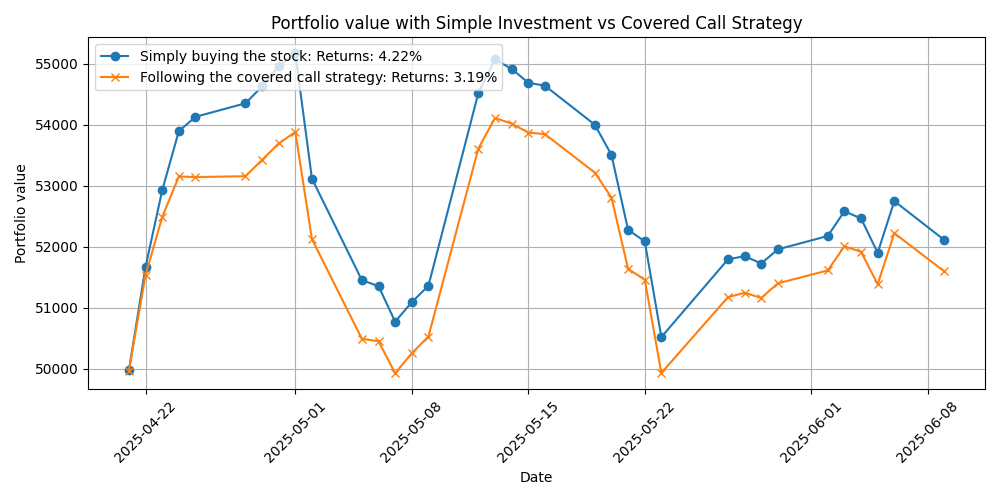 Portfolio value with Simple Investment vs Covered Call Strategy
Simply buying the stock: Returns: 4.22%
Following the covered call strategy: Returns: 3.19%
Portfolio value
55000
54000
53000
52000
51000
50000
2025-04-22
2025-05-01
2025-05-08
2025-05-15
2025-05-22
2025-06-01
2025-06-08
Date